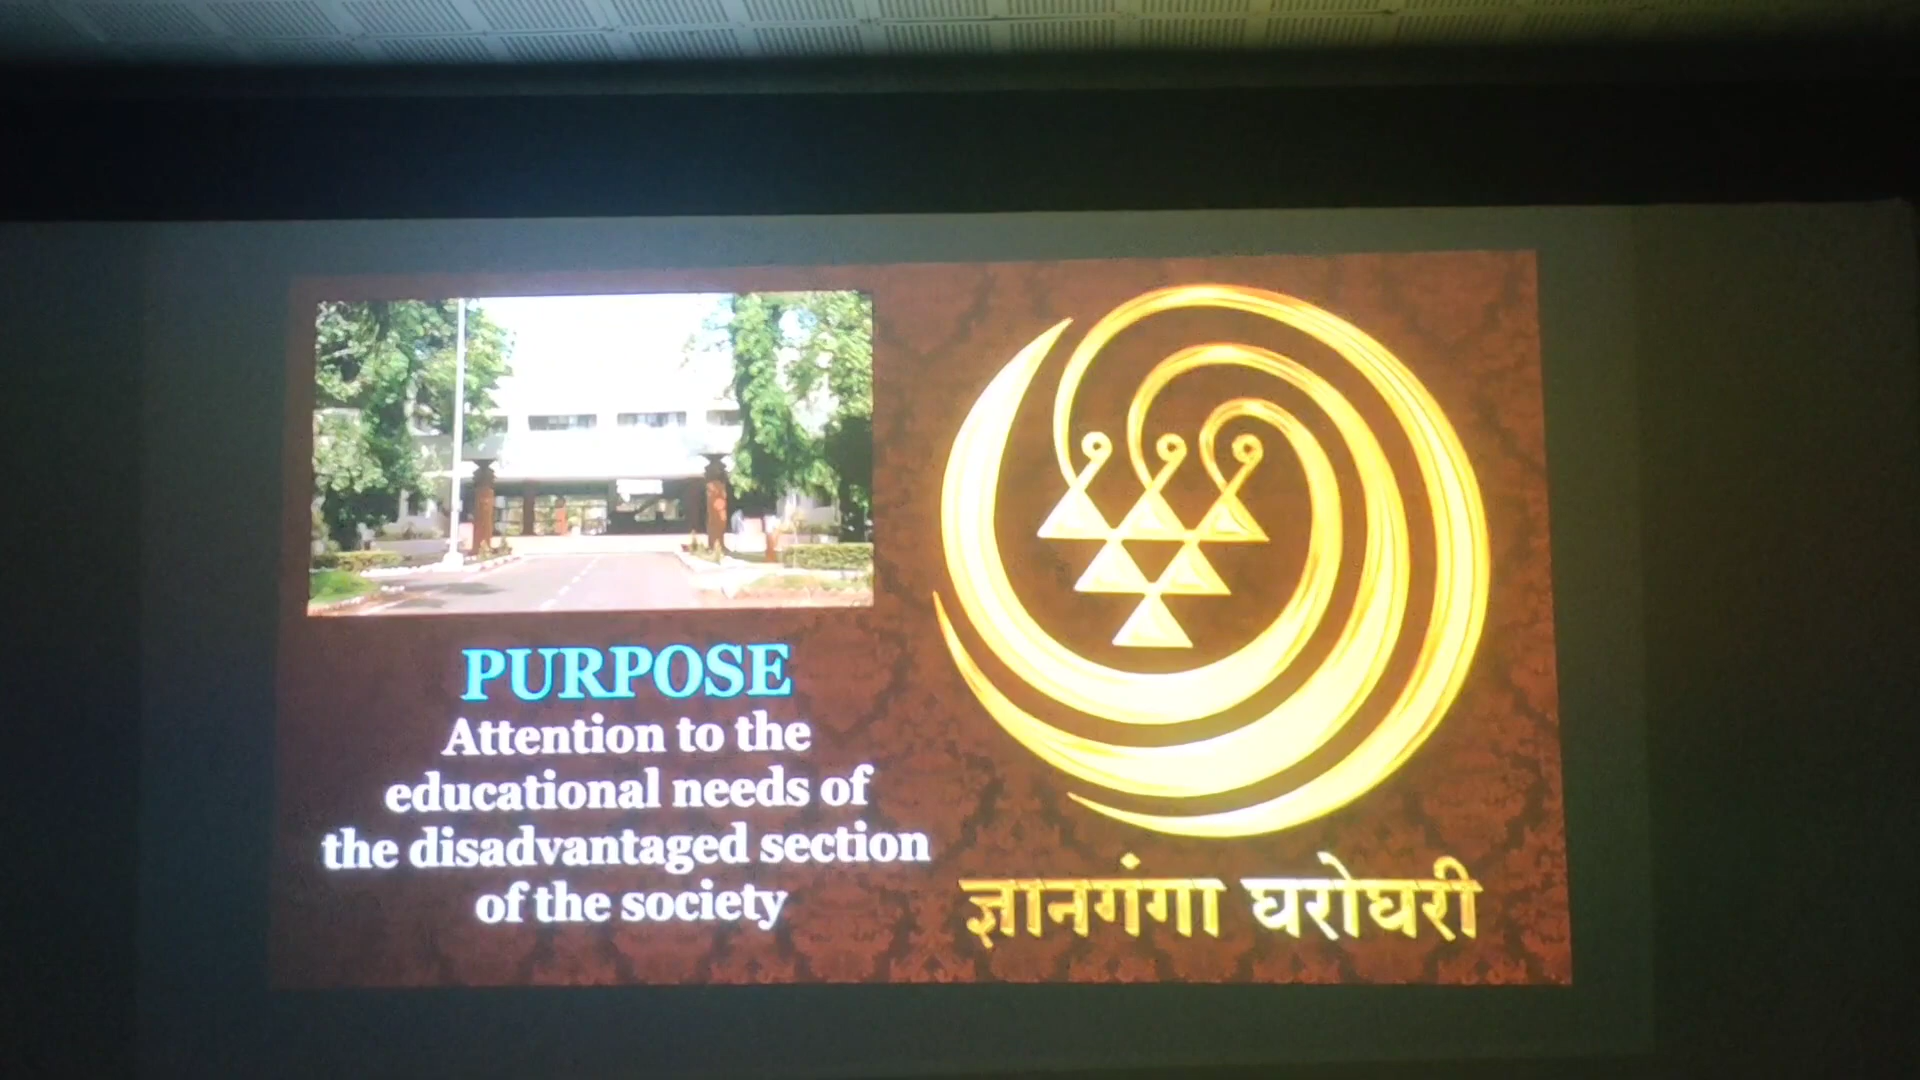 PURPOSE
Attention to the
educational needs of
the disadvantaged section
of the society
ज्ञानगंगा घरोघरी